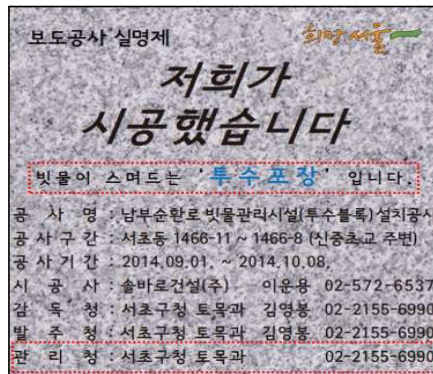 보도공사 실명제
희망 서울
저희가
시공했습니다
빗물이 스며드는 '투수포장' 입니다.
공 사 명 : 남부순환로 빗물관리시설(투수블록)설치공사
공사구간 : 서초동 1466-11 ~ 1466-8 (신중초교 주변)
공사기간 : 2014.09.01. ~ 2014.10.08.
시 공 사 : 솔바로건설(주) 이운용 02-572-6537
감 독 청 : 서초구청 토목과 김영봉 02-2155-6990
발 주 청 : 서초구청 토목과 김영봉 02-2155-6990
관 리 청 : 서초구청 토목과 02-2155-6990